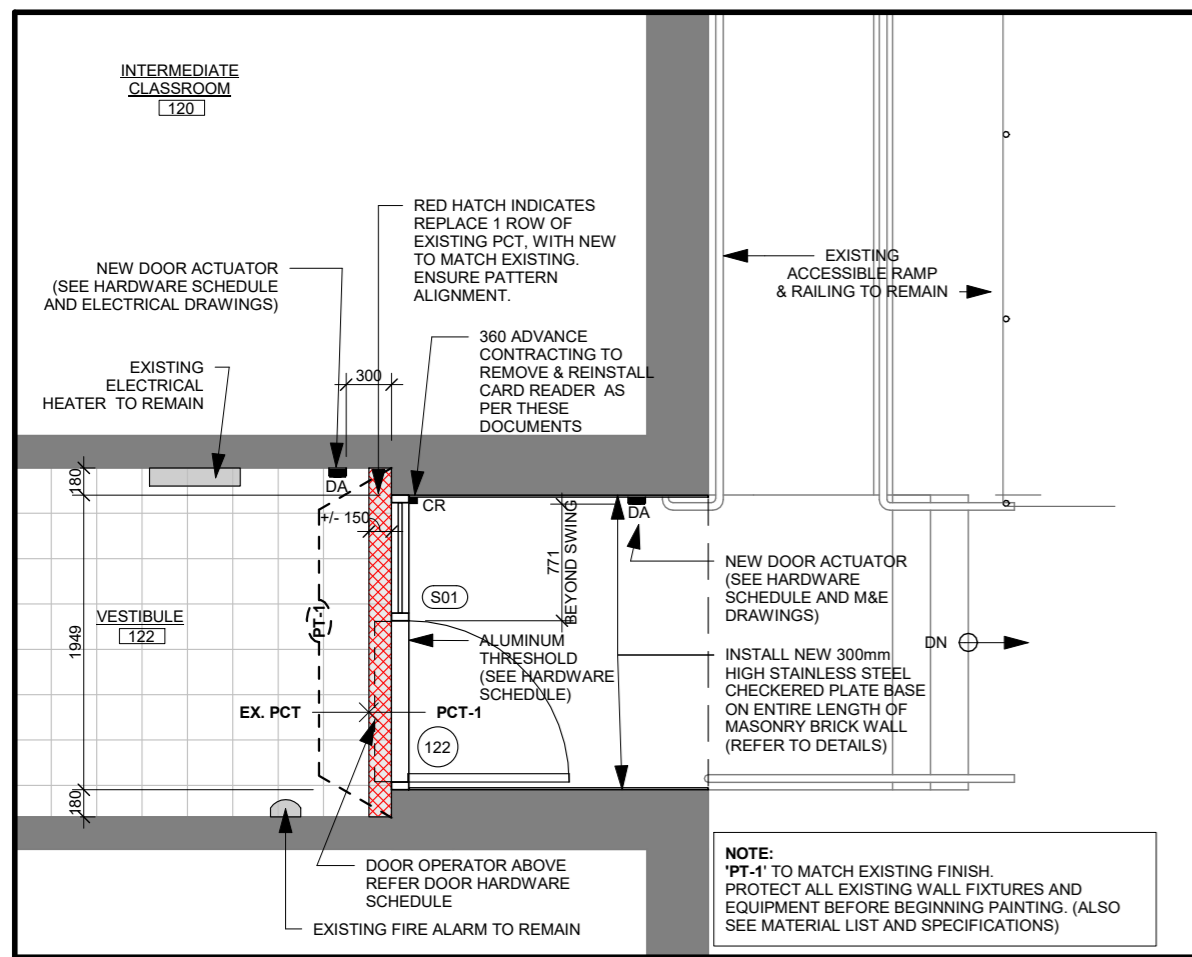 INTERMEDIATE
CLASSROOM
120
RED HATCH INDICATES
REPLACE 1 ROW OF
EXISTING PCT, WITH NEW
TO MATCH EXISTING.
ENSURE PATTERN
ALIGNMENT.
NEW DOOR ACTUATOR
(SEE HARDWARE SCHEDULE
AND ELECTRICAL DRAWINGS)
EXISTING
ACCESSIBLE RAMP
& RAILING TO REMAIN
360 ADVANCE
CONTRACTING TO
REMOVE & REINSTALL
CARD READER AS
PER THESE
DOCUMENTS
EXISTING
ELECTRICAL
HEATER TO REMAIN
300
180
DA
CR
DA
+/- 150
771
BEYOND SWING
S01
NEW DOOR ACTUATOR
(SEE HARDWARE
SCHEDULE AND M&E
DRAWINGS)
VESTIBULE
122
PT-1
1949
ALUMINUM
THRESHOLD
(SEE HARDWARE
SCHEDULE)
DN
INSTALL NEW 300mm
HIGH STAINLESS STEEL
CHECKERED PLATE BASE
ON ENTIRE LENGTH OF
MASONRY BRICK WALL
(REFER TO DETAILS)
EX. PCT
PCT-1
122
180
DOOR OPERATOR ABOVE
REFER DOOR HARDWARE
SCHEDULE
EXISTING FIRE ALARM TO REMAIN
NOTE:
'PT-1' TO MATCH EXISTING FINISH.
PROTECT ALL EXISTING WALL FIXTURES AND
EQUIPMENT BEFORE BEGINNING PAINTING. (ALSO
SEE MATERIAL LIST AND SPECIFICATIONS)